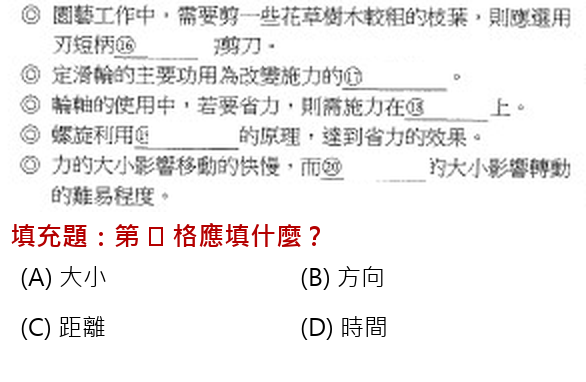 ◎ 園藝工作中，需要剪一些花草樹木較粗的枝葉，則應選用
刃短柄⑯ 剪刀。
◎ 定滑輪的主要功用為改變施力的⑰ 。
◎ 輪軸的使用中，若要省力，則需施力在⑱ 上。
◎ 螺旋利用 的原理，達到省力的效果。
◎ 力的大小影響移動的快慢，而⑳ 的大小影響轉動
的難易程度。
填充題：第 格應填什麼？
(A) 大小 (B) 方向
(C) 距離 (D) 時間